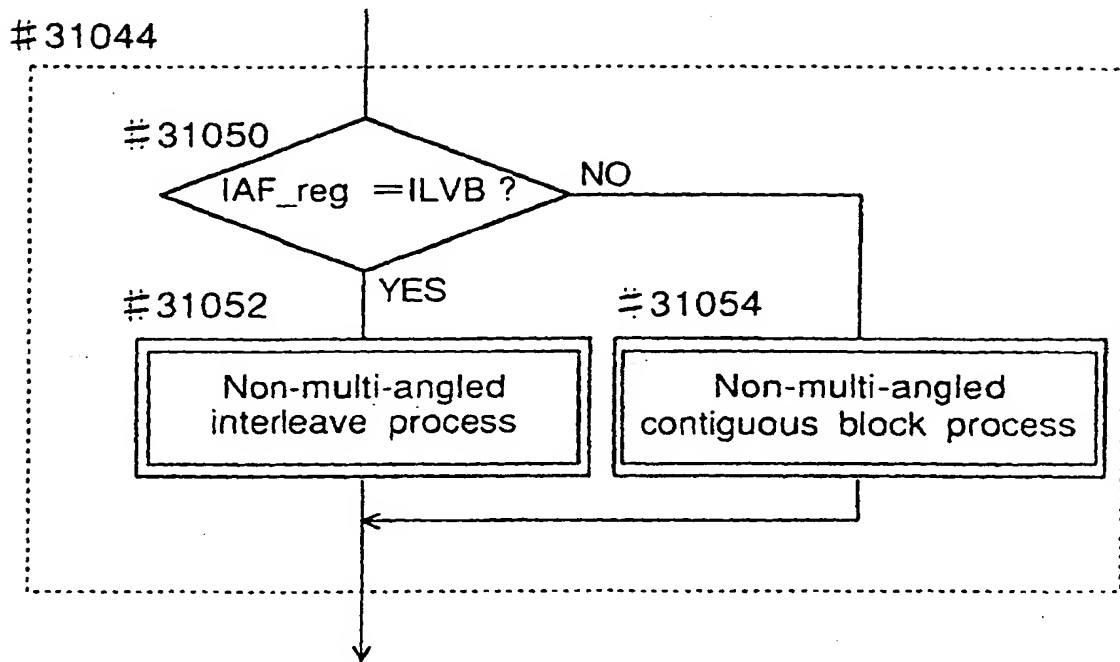 #31044
#31050
IAF_reg =ILVB ?
NO
YES
#31052
#31054
Non-multi-angled
interleave process
Non-multi-angled
contiguous block process